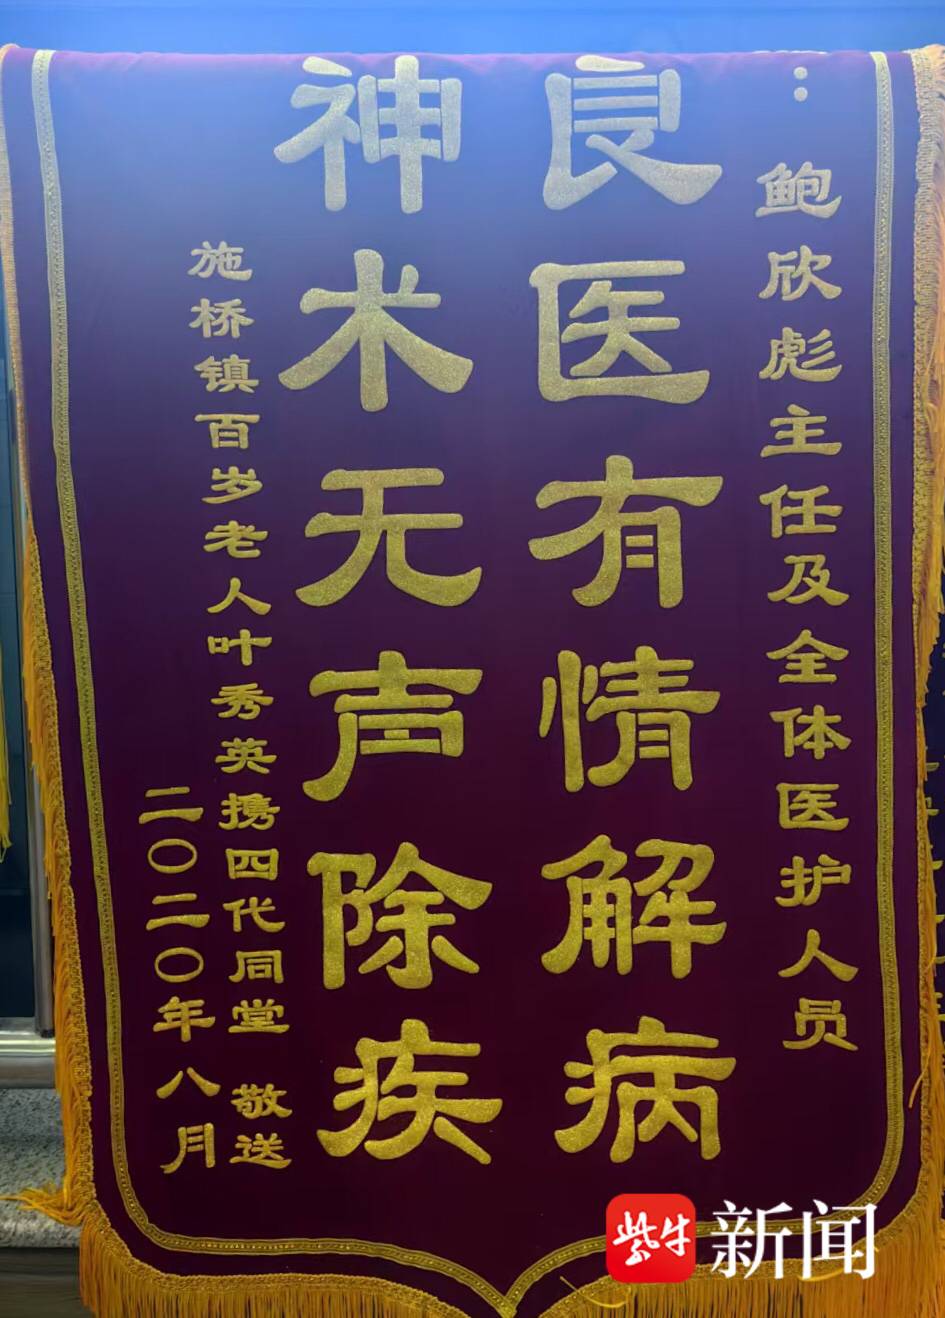 ：
鲍欣彪主任及全体医护人员
良医有情解病
神术无声除疾
施桥镇百岁老人叶秀英携四代同堂 敬送
二〇二〇年八月
紫牛新闻